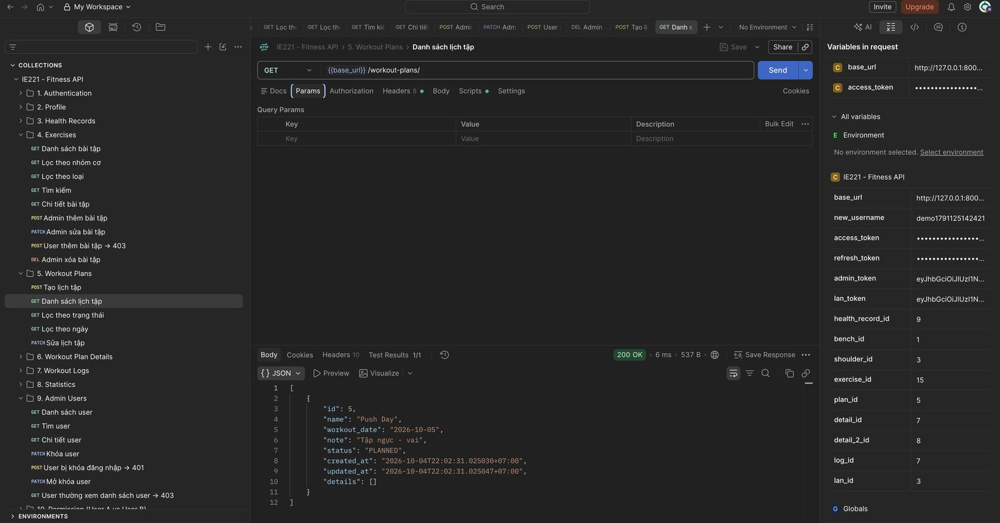 My Workspace
Search
Invite
Upgrade
GET Lọc th
GET Lọc th
GET Tìm ki
GET Chi tiế
POST Admi
PATCH Adm
POST User
DEL Admin
POST Tạo lị
GET Danh s
No Environment
AI
IE221 - Fitness API > 5. Workout Plans > Danh sách lịch tập
Save
Share
Variables in request
COLLECTIONS
IE221 - Fitness API
1. Authentication
2. Profile
3. Health Records
4. Exercises
GET Danh sách bài tập
GET Lọc theo nhóm cơ
GET Lọc theo loại
GET Tìm kiếm
GET Chi tiết bài tập
POST Admin thêm bài tập
PATCH Admin sửa bài tập
POST User thêm bài tập → 403
DEL Admin xóa bài tập
5. Workout Plans
POST Tạo lịch tập
GET Danh sách lịch tập
GET Lọc theo trạng thái
GET Lọc theo ngày
PATCH Sửa lịch tập
6. Workout Plan Details
7. Workout Logs
8. Statistics
9. Admin Users
GET Danh sách user
GET Tìm user
GET Chi tiết user
PATCH Khóa user
POST User bị khóa đăng nhập → 401
PATCH Mở khóa user
GET User thường xem danh sách user → 403
10. Permission (User A vs User B)
ENVIRONMENTS
GET
{{base_url}} /workout-plans/
Send
Docs
Params
Authorization
Headers 8
Body
Scripts
Settings
Cookies
Query Params
Key Value Description Bulk Edit
Key Value Description
Body
Cookies
Headers 10
Test Results 1/1
200 OK
6 ms
537 B
e.g. Save Response
{} JSON
Preview
Visualize
1 [
2 {
3 "id": 5,
4 "name": "Push Day",
5 "workout_date": "2026-10-05",
6 "note": "Tập ngực - vai",
7 "status": "PLANNED",
8 "created_at": "2026-10-04T22:02:31.025030+07:00",
9 "updated_at": "2026-10-04T22:02:31.025047+07:00",
10 "details": []
11 }
12 ]
C base_url http://127.0.0.1:800...
C access_token ••••••••••••••••...
All variables
E Environment
No environment selected. Select environment
C IE221 - Fitness API
base_url http://127.0.0.1:800...
new_username demo1791125142421
access_token ••••••••••••••••...
refresh_token ••••••••••••••••...
admin_token eyJhbGciOiJIUzI1N...
lan_token eyJhbGciOiJIUzI1N...
health_record_id 9
bench_id 1
shoulder_id 3
exercise_id 15
plan_id 5
detail_id 7
detail_2_id 8
log_id 7
lan_id 3
G Globals